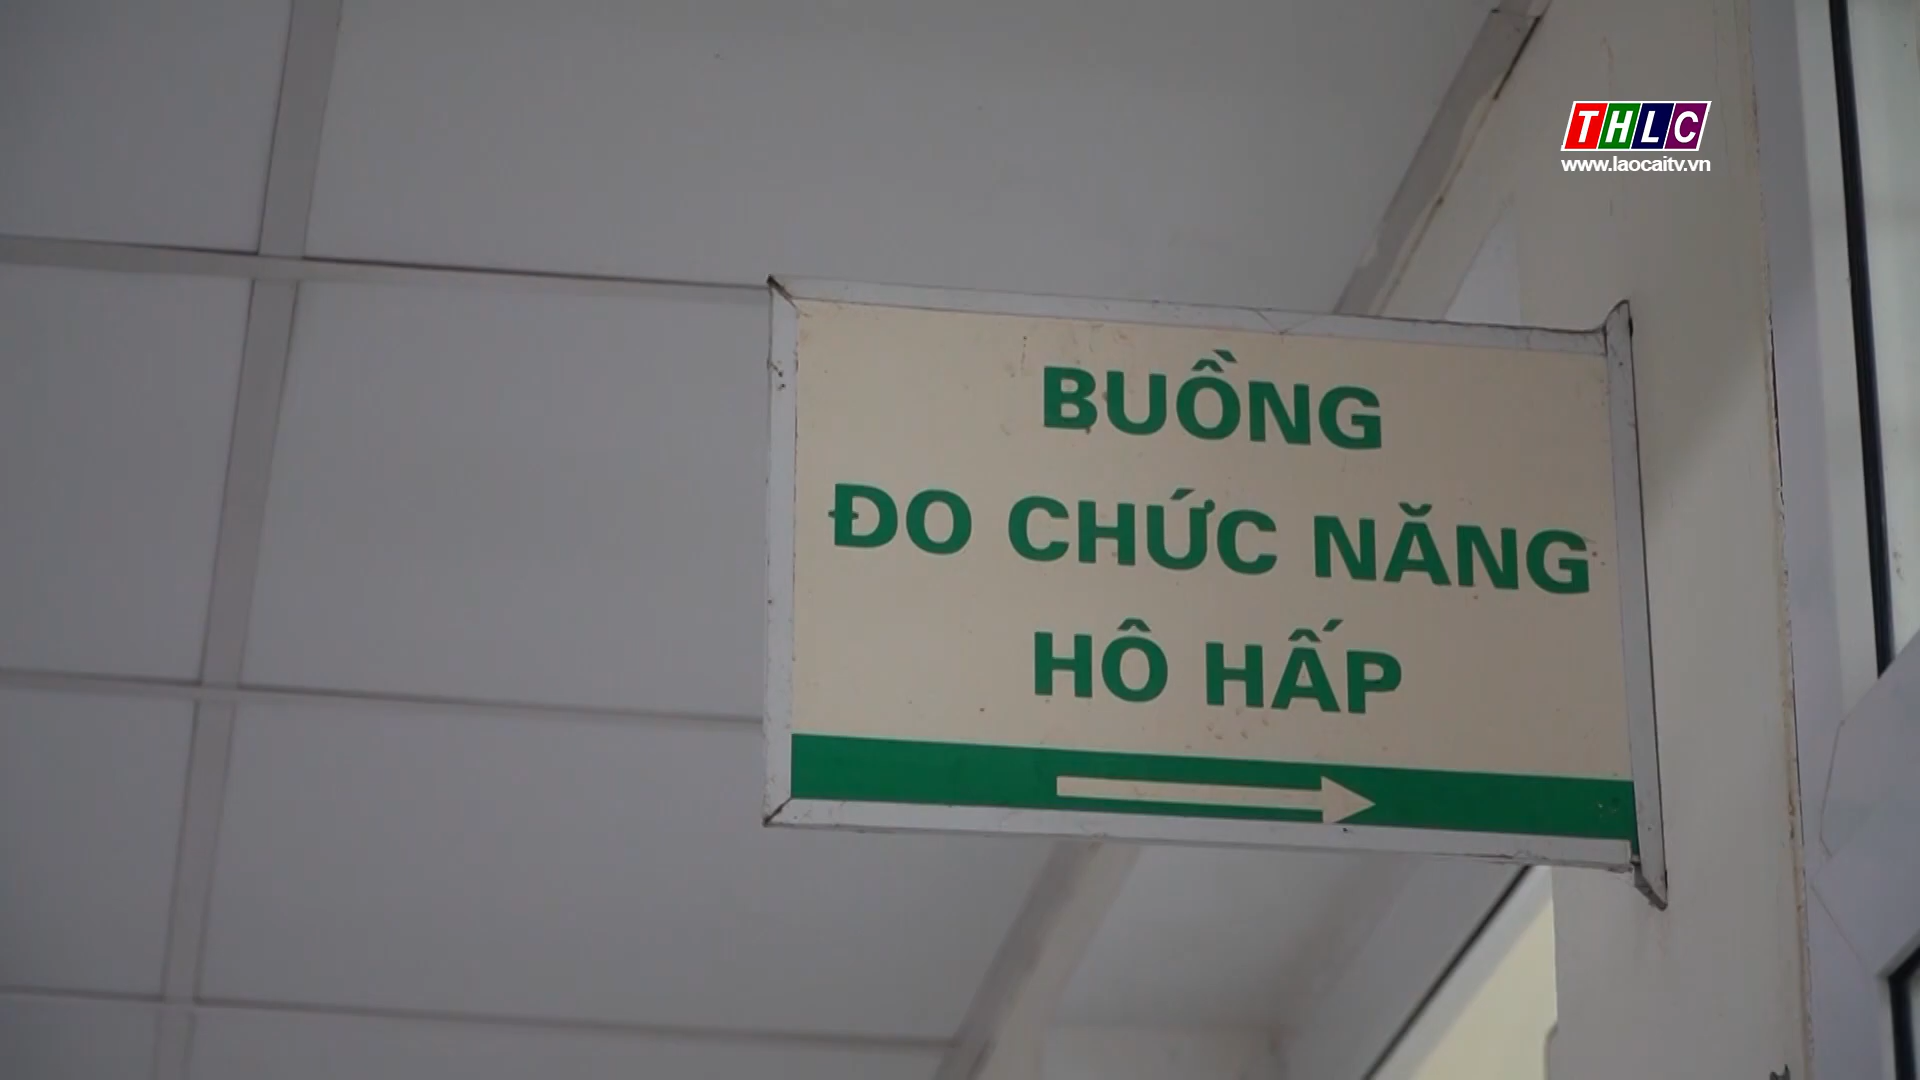 THLC
www.laocaitv.vn
BUỒNG
ĐO CHỨC NĂNG
HÔ HẤP